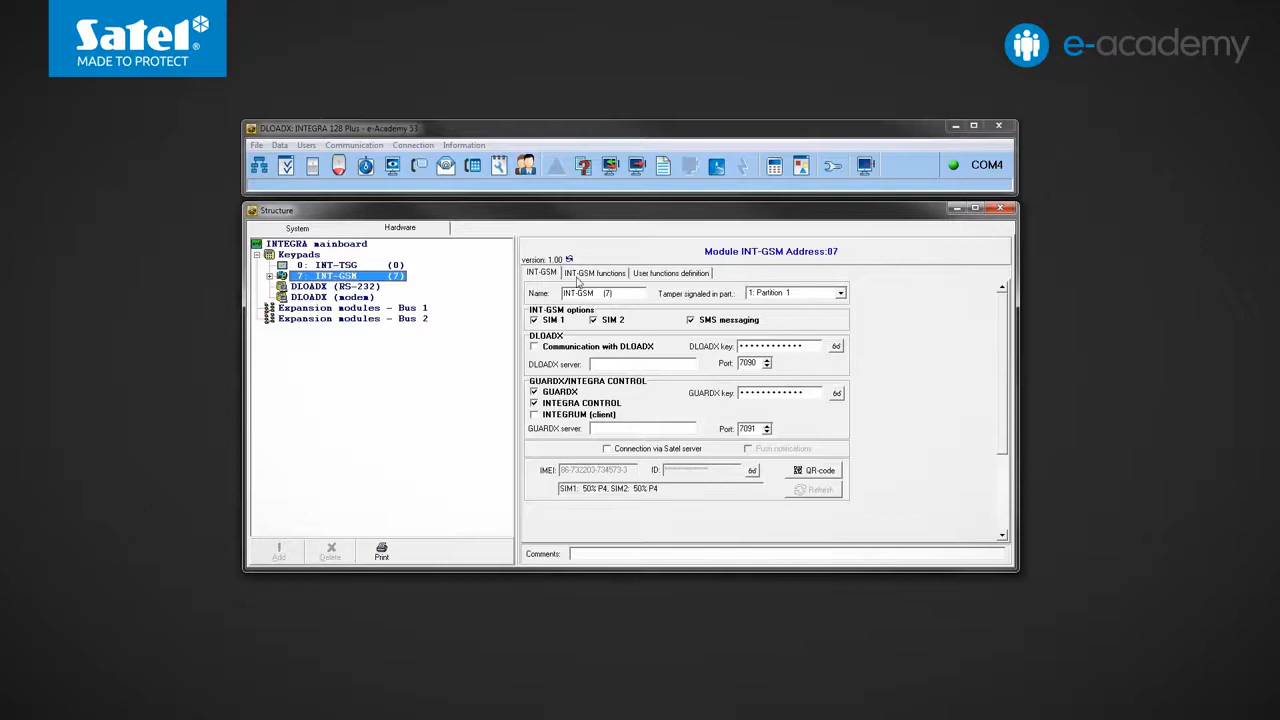 Satel®
MADE TO PROTECT
e-academy
DLOADX: INTEGRA 128 Plus - e-Academy 53
File Data Users Communication Connection Information
COM4
Structure
System Hardware
INTEGRA mainboard
Keypads
0: INT-TSG (0)
7: INT-GSM (7)
DLOADX (RS-232)
DLOADX (modem)
Expansion modules - Bus 1
Expansion modules - Bus 2
Add Delete Print
Module INT-GSM Address:07
version: 1.00
INT-GSM INT-GSM functions User functions definition
Name: INT-GSM (7) Tamper signaled in part.: 1: Partition 1
INT-GSM options
SIM 1 SIM 2 SMS messaging
DLOADX
Communication with DLOADX DLOADX key: ••••••••••••
DLOADX server: Port: 7090
GUARDX/INTEGRA CONTROL
GUARDX GUARDX key: ••••••••••••
INTEGRA CONTROL
INTEGRUM (client)
GUARDX server: Port: 7091
Connection via Satel server Push notifications
IMEI: 86-732203-734573-3 ID: QR-code
SIM1: 50% P4, SIM2: 50% P4 Refresh
Comments: